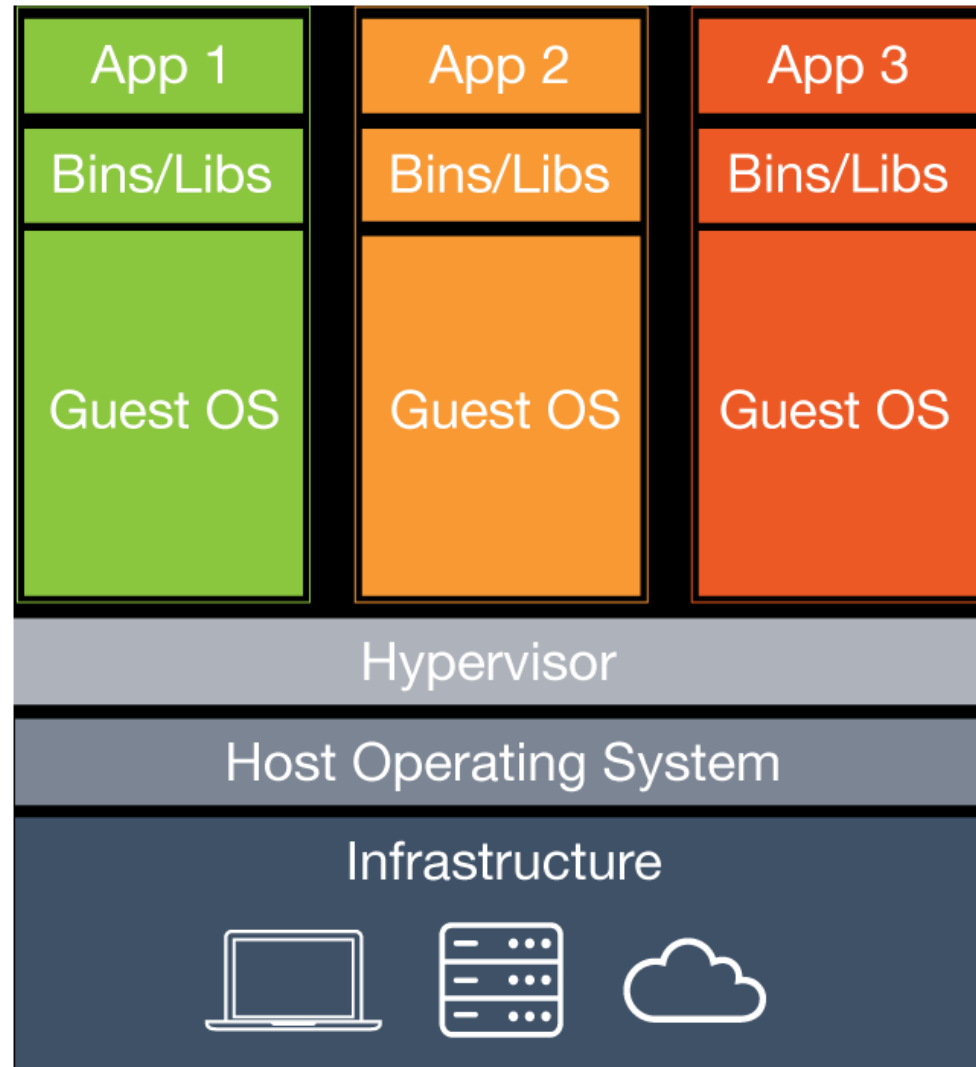 App 1
App 2
App 3
Bins/Libs
Bins/Libs
Bins/Libs
Guest OS
Guest OS
Guest OS
Hypervisor
Host Operating System
Infrastructure